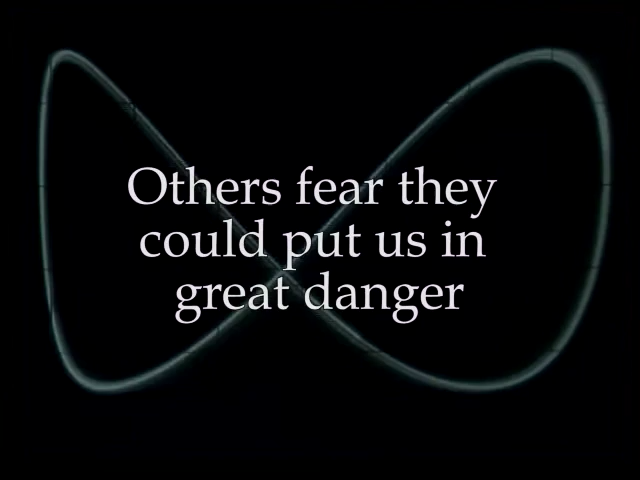 Others fear they
could put us in
great danger